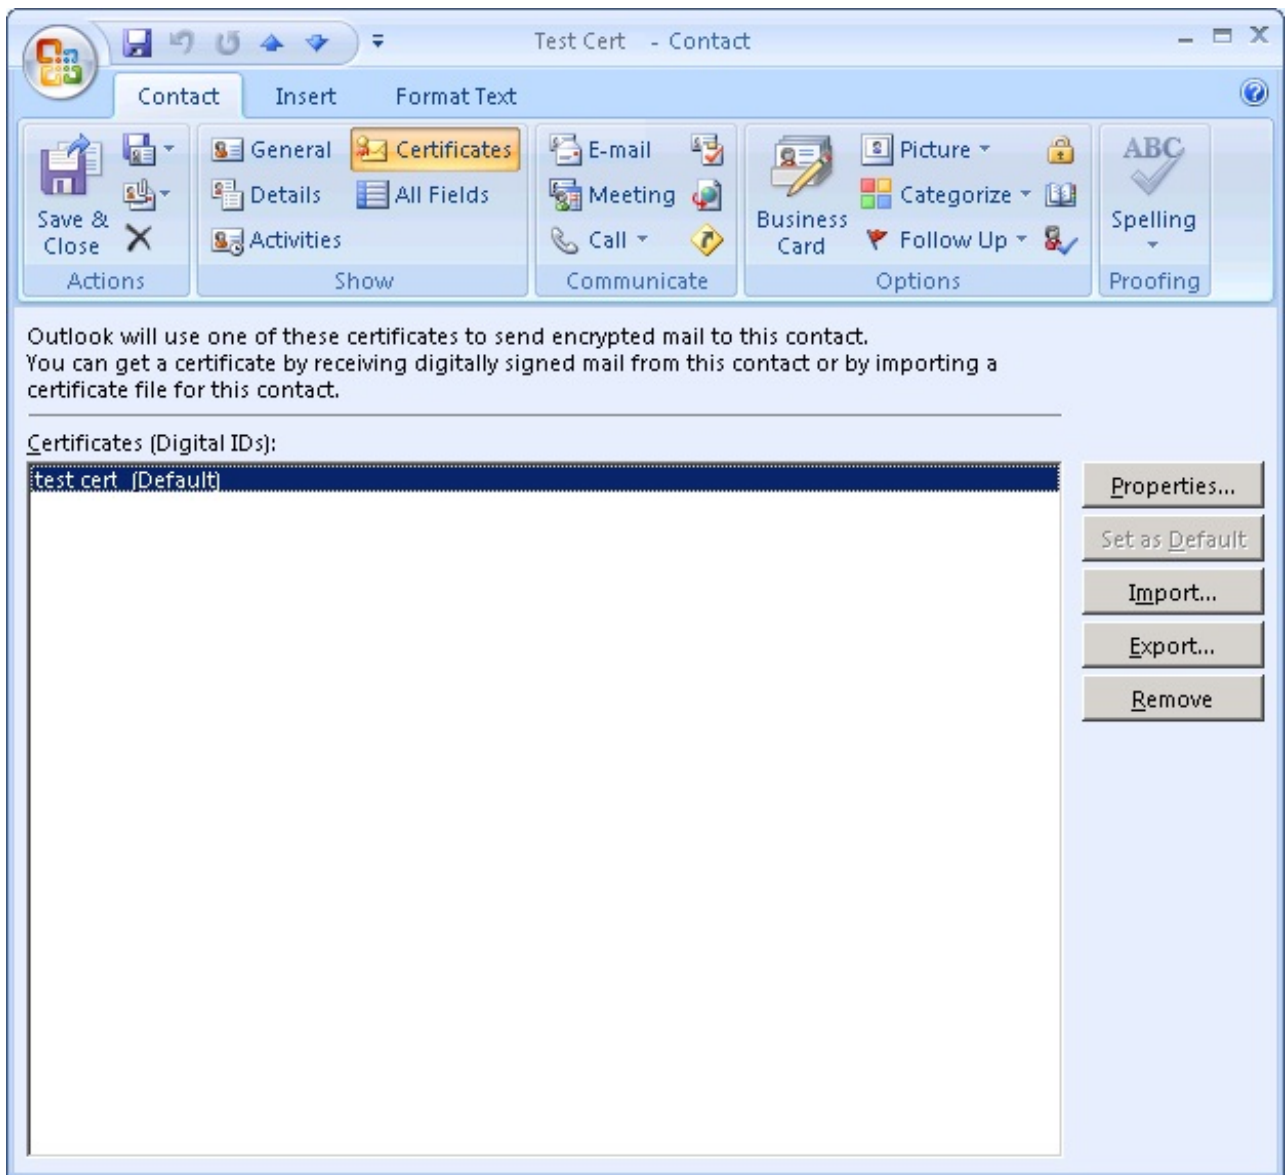 Test Cert - Contact
Contact Insert Format Text
Save & Close
General
Details
Activities
Certificates
All Fields
E-mail
Meeting
Call
Business Card
Picture
Categorize
Follow Up
ABC
Spelling
Actions Show Communicate Options Proofing
Outlook will use one of these certificates to send encrypted mail to this contact.
You can get a certificate by receiving digitally signed mail from this contact or by importing a
certificate file for this contact.
Certificates (Digital IDs):
test cert (Default)
Properties...
Set as Default
Import...
Export...
Remove